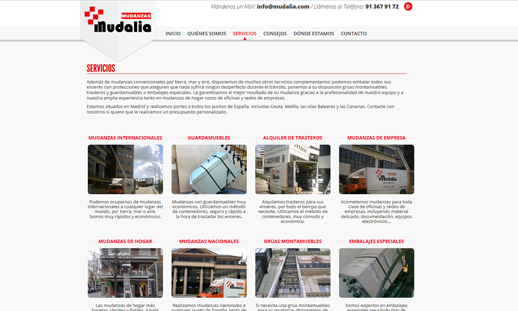 MUDANZAS
Mudalia
Mándenos un Mail: info@mudalia.com / Llámenos al Teléfono: 91 367 91 72
INICIO QUIÉNES SOMOS SERVICIOS CONSEJOS DÓNDE ESTAMOS CONTACTO
SERVICIOS
Además de mudanzas convencionales por tierra, mar y aire, disponemos de muchos otros servicios complementarios; podemos embalar todos sus
enseres con protecciones que aseguren que nada sufrirá ningún desperfecto durante el tránsito, ponemos a su disposición grúas montamuebles,
trasteros y guardamuebles o embalajes especiales. Le garantizamos el mejor resultado de su mudanza gracias a la profesionalidad de nuestro equipo y a
nuestra amplia experiencia tanto en mudanzas de hogar como de oficinas y sedes de empresas.
Estamos situados en Madrid y realizamos portes a todos los puntos de España, incluidas Ceuta, Melilla, las Islas Baleares y las Canarias. Contacte con
nosotros si quiere que le realizemos un presupuesto personalizado.
MUDANZAS INTERNACIONALES
Podemos ocuparnos de mudanzas
internacionales a cualquier lugar del
mundo, por tierra, mar o aire.
Somos muy rápidos y económicos.
GUARDAMUEBLES
Mudanzas con guardamuebles muy
económicos. Utilizamos un método
de contenedores, seguro y rápido a
la hora de trasladar los enseres.
ALQUILER DE TRASTEROS
Alquilamos trasteros para sus
enseres, por todo el tiempo que
necesite. Utilizamos el método de
contenedores, muy cómodo y
económico.
MUDANZAS DE EMPRESA
Acometemos mudanzas para toda
clase de oficinas y sedes de
empresas, incluyendo material
delicado, documentación, equipos
electrónicos...
MUDANZAS DE HOGAR
Las mudanzas de hogar más
baratas, rápidas y fiables, a toda
MUDANZAS NACIONALES
Realizamos mudanzas nacionales a
cualquier punto de España, tanto de
GRÚAS MONTAMUEBLES
Si necesita una grúa montamuebles
para su mudanza, disponemos de
EMBALAJES ESPECIALES
Somos expertos en embalajes
especiales para todo tipo de